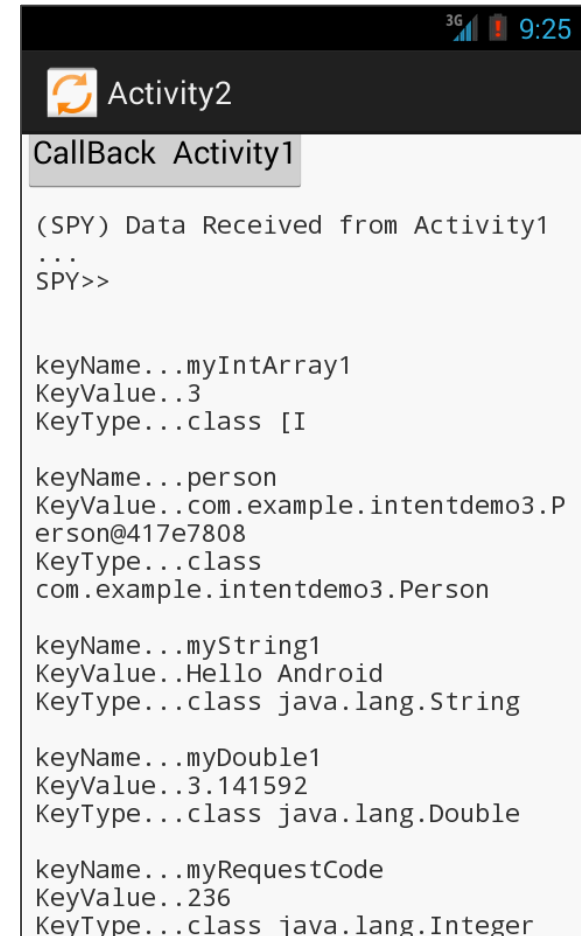 3G
9:25
Activity2
CallBack Activity1
(SPY) Data Received from Activity1
...
SPY>>
keyName...myIntArray1
KeyValue..3
KeyType...class [I
keyName...person
KeyValue..com.example.intentdemo3.P
erson@417e7808
KeyType...class
com.example.intentdemo3.Person
keyName...myString1
KeyValue..Hello Android
KeyType...class java.lang.String
keyName...myDouble1
KeyValue..3.141592
KeyType...class java.lang.Double
keyName...myRequestCode
KeyValue..236
KeyType...class java.lang.Integer